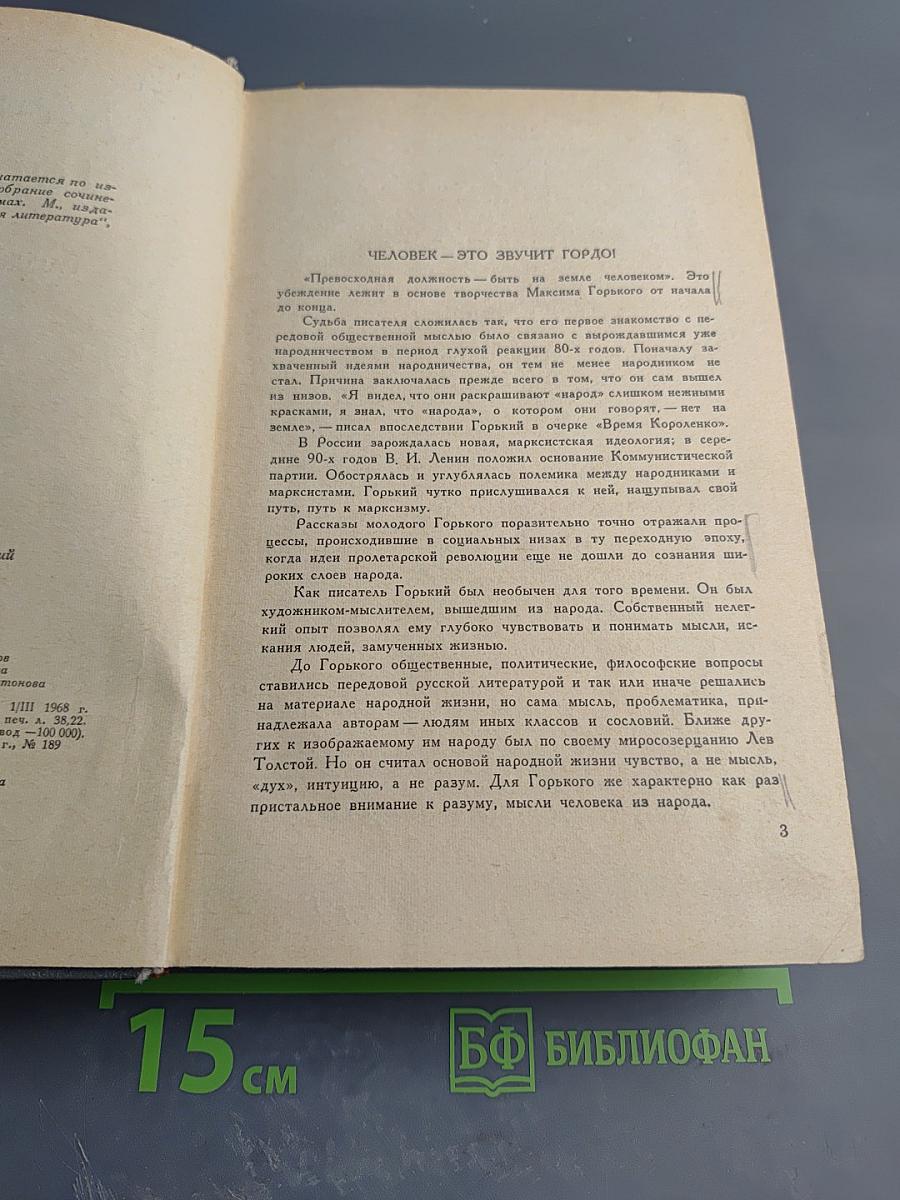 чатается по из-
обрание сочине-
мах. М., изда-
я литература",
ий
ов
а
тонова
1/III 1968 г.
печ. л. 38,22.
вод —100 000).
г., № 189
а
ЧЕЛОВЕК — ЭТО ЗВУЧИТ ГОРДО!
«Превосходная должность — быть на земле человеком». Это
убеждение лежит в основе творчества Максима Горького от начала
до конца.
Судьба писателя сложилась так, что его первое знакомство с пе-
редовой общественной мыслью было связано с вырождавшимся уже
народничеством в период глухой реакции 80-х годов. Поначалу за-
хваченный идеями народничества, он тем не менее народником не
стал. Причина заключалась прежде всего в том, что он сам вышел
из низов. «Я видел, что они раскрашивают «народ» слишком нежными
красками, я знал, что «народа», о котором они говорят, — нет на
земле», — писал впоследствии Горький в очерке «Время Короленко».
В России зарождалась новая, марксистская идеология; в сере-
дине 90-х годов В. И. Ленин положил основание Коммунистической
партии. Обострялась и углублялась полемика между народниками и
марксистами. Горький чутко прислушивался к ней, нащупывал свой
путь, путь к марксизму.
Рассказы молодого Горького поразительно точно отражали про-
цессы, происходившие в социальных низах в ту переходную эпоху,
когда идеи пролетарской революции еще не дошли до сознания ши-
роких слоев народа.
Как писатель Горький был необычен для того времени. Он был
художником-мыслителем, вышедшим из народа. Собственный нелег-
кий опыт позволял ему глубоко чувствовать и понимать мысли, ис-
кания людей, замученных жизнью.
До Горького общественные, политические, философские вопросы
ставились передовой русской литературой и так или иначе решались
на материале народной жизни, но сама мысль, проблематика, при-
надлежала авторам — людям иных классов и сословий. Ближе дру-
гих к изображаемому им народу был по своему миросозерцанию Лев
Толстой. Но он считал основой народной жизни чувство, а не мысль,
«дух», интуицию, а не разум. Для Горького же характерно как раз
пристальное внимание к разуму, мысли человека из народа.
3
15 см
БФ БИБЛИОФАН